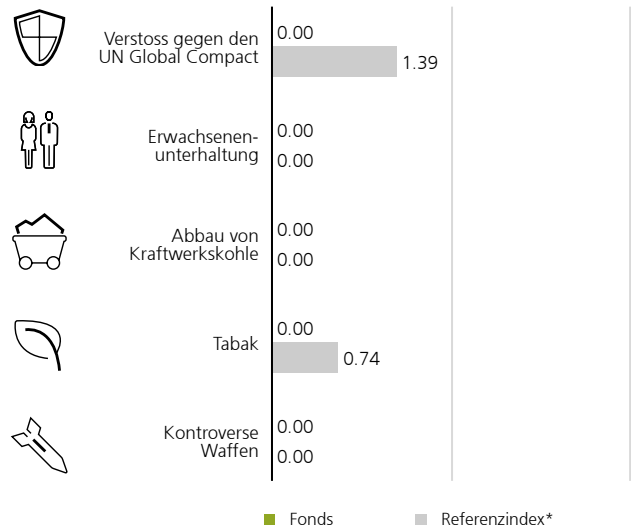 0.00
Verstoss gegen den
UN Global Compact
1.39
0.00
Erwachsenen-
unterhaltung
0.00
0.00
Abbau von
Kraftwerkskohle
0.00
0.00
Tabak
0.74
0.00
Kontroverse
Waffen
0.00
Fonds Referenzindex*